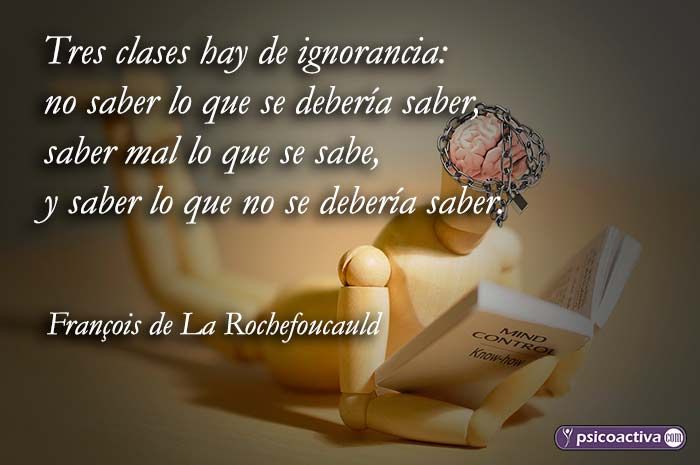 Tres clases hay de ignorancia:
no saber lo que se debería saber,
saber mal lo que se sabe,
y saber lo que no se debería saber.
François de La Rochefoucauld
MIND
CONTROL
Know-how
psicoactiva.com